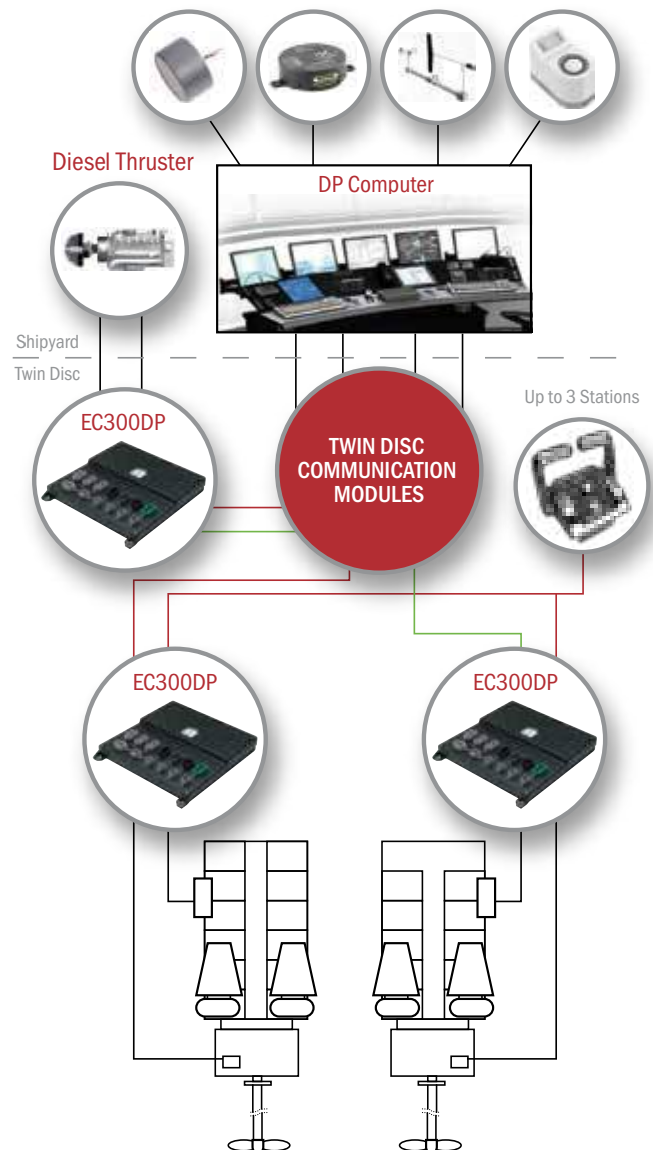 Diesel Thruster
DP Computer
Shipyard
Twin Disc
EC300DP
Up to 3 Stations
TWIN DISC
COMMUNICATION
MODULES
EC300DP
EC300DP